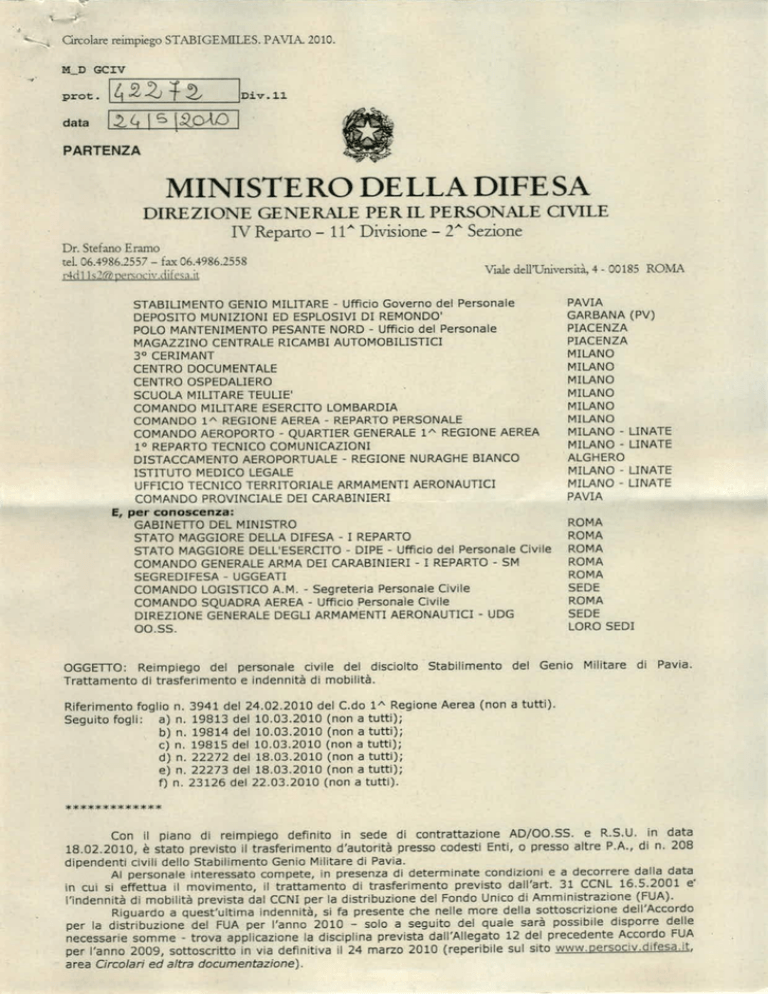 Circolare reimpiego STABIGEMILES. PAVIA. 2010.
M_D GCIV
prot. 42272 Div.11
data 24|5|2010
PARTENZA
MINISTERO DELLA DIFESA
DIREZIONE GENERALE PER IL PERSONALE CIVILE
IV Reparto – 11^ Divisione – 2^ Sezione
Dr. Stefano Eramo
tel. 06.4986.2557 – fax 06.4986.2558
r4d11s2@persociv.difesa.it
Viale dell'Università, 4 - 00185 ROMA
STABILIMENTO GENIO MILITARE - Ufficio Governo del Personale PAVIA
DEPOSITO MUNIZIONI ED ESPLOSIVI DI REMONDO' GARBANA (PV)
POLO MANTENIMENTO PESANTE NORD - Ufficio del Personale PIACENZA
MAGAZZINO CENTRALE RICAMBI AUTOMOBILISTICI PIACENZA
3° CERIMANT MILANO
CENTRO DOCUMENTALE MILANO
CENTRO OSPEDALIERO MILANO
SCUOLA MILITARE TEULIE' MILANO
COMANDO MILITARE ESERCITO LOMBARDIA MILANO
COMANDO 1^ REGIONE AEREA - REPARTO PERSONALE MILANO
COMANDO AEROPORTO - QUARTIER GENERALE 1^ REGIONE AEREA MILANO - LINATE
1° REPARTO TECNICO COMUNICAZIONI MILANO - LINATE
DISTACCAMENTO AEROPORTUALE - REGIONE NURAGHE BIANCO ALGHERO
ISTITUTO MEDICO LEGALE MILANO - LINATE
UFFICIO TECNICO TERRITORIALE ARMAMENTI AERONAUTICI MILANO - LINATE
COMANDO PROVINCIALE DEI CARABINIERI PAVIA
E, per conoscenza:
GABINETTO DEL MINISTRO ROMA
STATO MAGGIORE DELLA DIFESA - I REPARTO ROMA
STATO MAGGIORE DELL'ESERCITO - DIPE - Ufficio del Personale Civile ROMA
COMANDO GENERALE ARMA DEI CARABINIERI - I REPARTO - SM ROMA
SEGREDIFESA - UGGEATI ROMA
COMANDO LOGISTICO A.M. - Segreteria Personale Civile SEDE
COMANDO SQUADRA AEREA - Ufficio Personale Civile ROMA
DIREZIONE GENERALE DEGLI ARMAMENTI AERONAUTICI - UDG SEDE
OO.SS. LORO SEDI
OGGETTO: Reimpiego del personale civile del disciolto Stabilimento del Genio Militare di Pavia.
Trattamento di trasferimento e indennità di mobilità.
Riferimento foglio n. 3941 del 24.02.2010 del C.do 1^ Regione Aerea (non a tutti).
Seguito fogli: a) n. 19813 del 10.03.2010 (non a tutti);
b) n. 19814 del 10.03.2010 (non a tutti);
c) n. 19815 del 10.03.2010 (non a tutti);
d) n. 22272 del 18.03.2010 (non a tutti);
e) n. 22273 del 18.03.2010 (non a tutti);
f) n. 23126 del 22.03.2010 (non a tutti).
*************
Con il piano di reimpiego definito in sede di contrattazione AD/OO.SS. e R.S.U. in data
18.02.2010, è stato previsto il trasferimento d'autorità presso codesti Enti, o presso altre P.A., di n. 208
dipendenti civili dello Stabilimento Genio Militare di Pavia.
Al personale interessato compete, in presenza di determinate condizioni e a decorrere dalla data
in cui si effettua il movimento, il trattamento di trasferimento previsto dall'art. 31 CCNL 16.5.2001 e'
l'indennità di mobilità prevista dal CCNI per la distribuzione del Fondo Unico di Amministrazione (FUA).
Riguardo a quest'ultima indennità, si fa presente che nelle more della sottoscrizione dell'Accordo
per la distribuzione del FUA per l'anno 2010 – solo a seguito del quale sarà possibile disporre delle
necessarie somme - trova applicazione la disciplina prevista dall'Allegato 12 del precedente Accordo FUA
per l'anno 2009, sottoscritto in via definitiva il 24 marzo 2010 (reperibile sul sito www.persociv.difesa.it,
area Circolari ed altra documentazione).